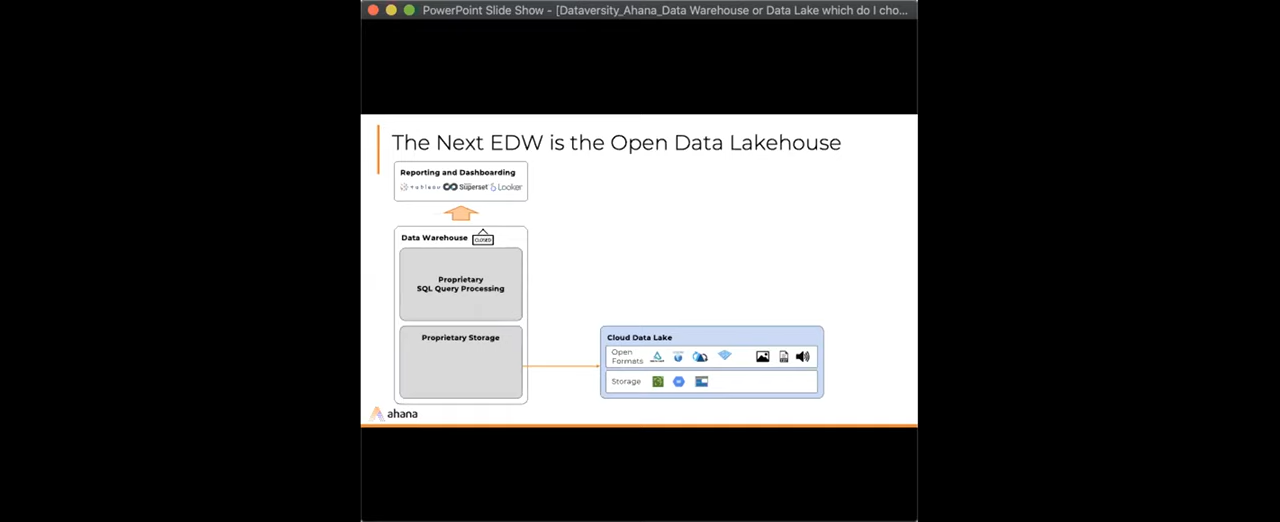 PowerPoint Slide Show - [Dataversity_Ahana_Data Warehouse or Data Lake which do I cho...
The Next EDW is the Open Data Lakehouse
Reporting and Dashboarding
+ableau Superset Looker
Data Warehouse
CLOSED
Proprietary
SQL Query Processing
Proprietary Storage
Cloud Data Lake
Open
Formats
Storage
ahana